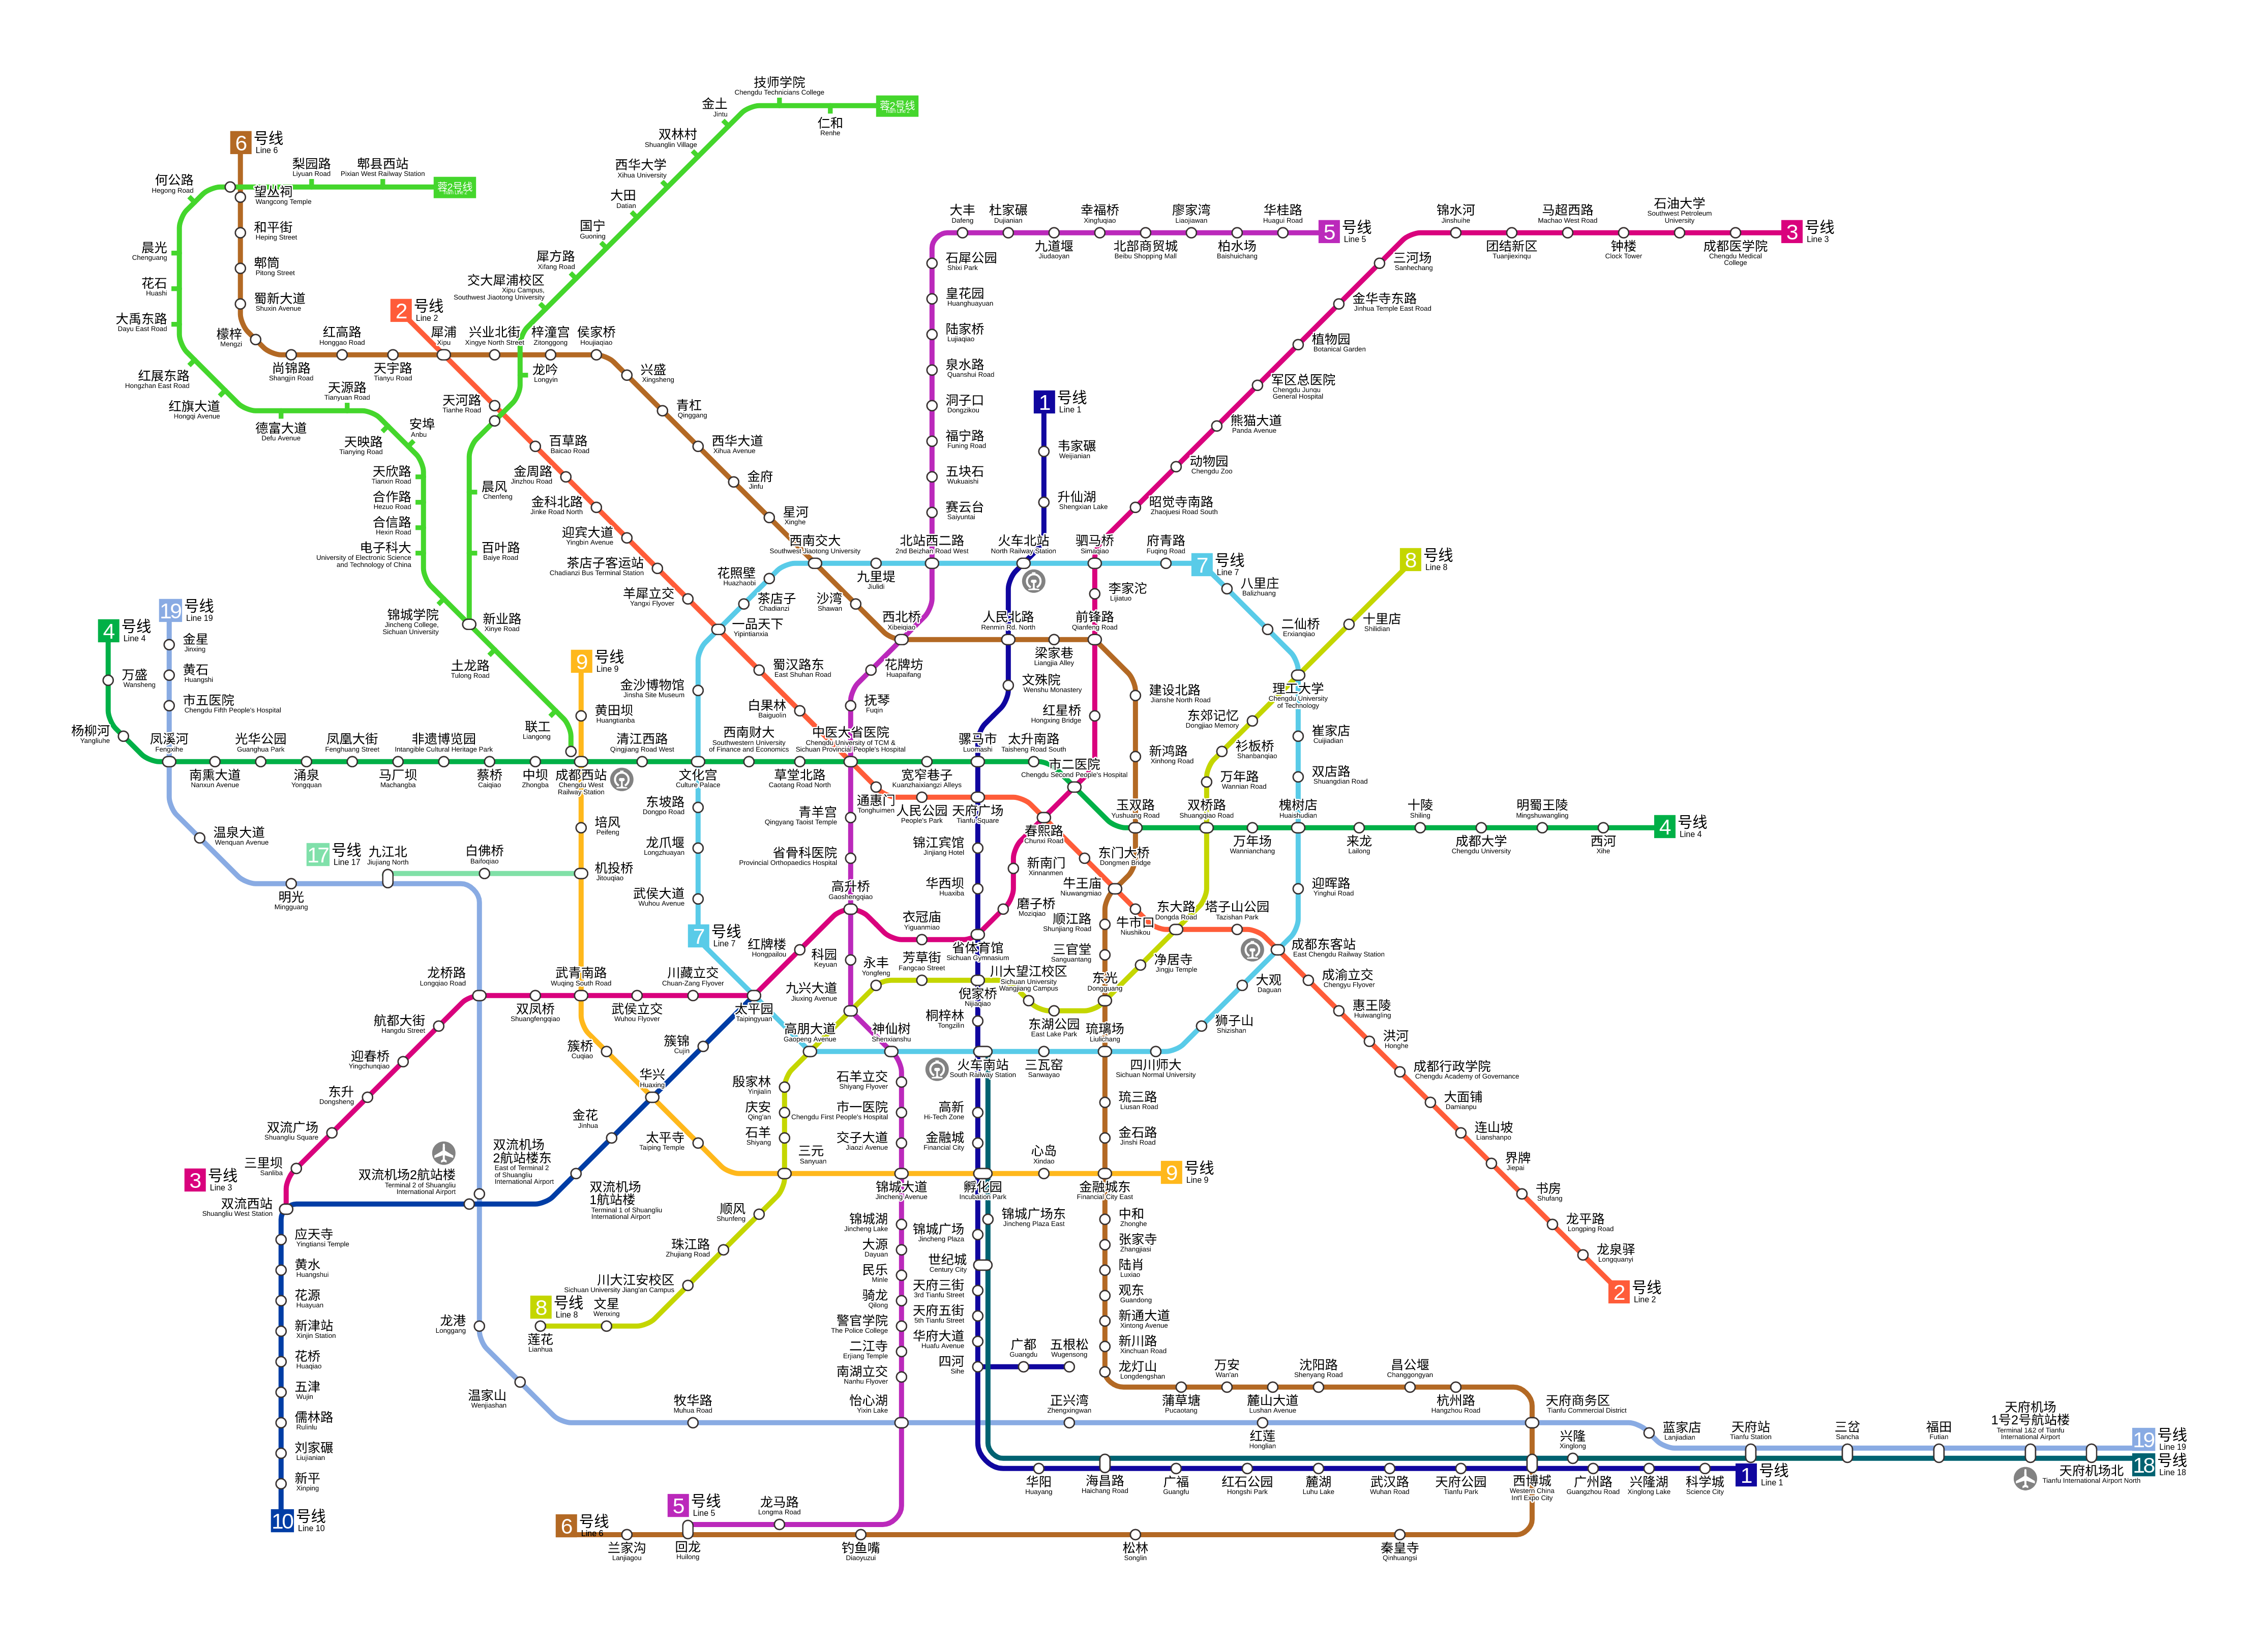 技师学院
Chengdu Technicians College
蓉2号线
仁和
Renhe
金土
Jintu
双林村
Shuanglin Village
西华大学
Xihua University
大田
Datian
国宁
Guoning
犀方路
Xifang Road
交大犀浦校区
Xipu Campus,
Southwest Jiaotong University
6 号线
Line 6
梨园路
Liyuan Road
郫县西站
Pixian West Railway Station
蓉2号线
何公路
Hegong Road
望丛祠
Wangcong Temple
和平街
Heping Street
郫筒
Pitong Street
蜀新大道
Shuxin Avenue
檬梓
Mengzi
晨光
Chenguang
花石
Huashi
大禹东路
Dayu East Road
红展东路
Hongzhan East Road
红旗大道
Hongqi Avenue
德富大道
Defu Avenue
天源路
Tianyuan Road
天映路
Tianying Road
安埠
Anbu
天欣路
Tianxin Road
合作路
Hezuo Road
合信路
Hexin Road
电子科大
University of Electronic Science
and Technology of China
锦城学院
Jincheng College,
Sichuan University
新业路
Xinye Road
土龙路
Tulong Road
联工
Liangong
晨风
Chenfeng
百叶路
Baiye Road
龙吟
Longyin
尚锦路
Shangjin Road
红高路
Honggao Road
天宇路
Tianyu Road
2 号线
Line 2
犀浦
Xipu
兴业北街
Xingye North Street
梓潼宫
Zitonggong
侯家桥
Houjiaqiao
兴盛
Xingsheng
青杠
Qinggang
西华大道
Xihua Avenue
金府
Jinfu
星河
Xinghe
西南交大
Southwest Jiaotong University
天河路
Tianhe Road
百草路
Baicao Road
金周路
Jinzhou Road
金科北路
Jinke Road North
迎宾大道
Yingbin Avenue
茶店子客运站
Chadianzi Bus Terminal Station
羊犀立交
Yangxi Flyover
花照壁
Huazhaobi
茶店子
Chadianzi
一品天下
Yipintianxia
九里堤
Jiulidi
沙湾
Shawan
西北桥
Xibeiqiao
蜀汉路东
East Shuhan Road
白果林
Baiguolin
大丰
Dafeng
杜家碾
Dujianian
九道堰
Jiudaoyan
幸福桥
Xingfuqiao
北部商贸城
Beibu Shopping Mall
廖家湾
Liaojiawan
柏水场
Baishuichang
华桂路
Huagui Road
5 号线
Line 5
石犀公园
Shixi Park
皇花园
Huanghuayuan
陆家桥
Lujiaqiao
泉水路
Quanshui Road
洞子口
Dongzikou
福宁路
Funing Road
五块石
Wukuaishi
赛云台
Saiyuntai
北站西二路
2nd Beizhan Road West
1 号线
Line 1
韦家碾
Weijianian
升仙湖
Shengxian Lake
火车北站
North Railway Station
锦水河
Jinshuihe
团结新区
Tuanjiexinqu
马超西路
Machao West Road
钟楼
Clock Tower
石油大学
Southwest Petroleum
University
成都医学院
Chengdu Medical
College
3 号线
Line 3
三河场
Sanhechang
金华寺东路
Jinhua Temple East Road
植物园
Botanical Garden
军区总医院
Chengdu Junqu
General Hospital
熊猫大道
Panda Avenue
动物园
Chengdu Zoo
昭觉寺南路
Zhaojuesi Road South
驷马桥
Simaqiao
府青路
Fuqing Road
7 号线
Line 7
八里庄
Balizhuang
二仙桥
Erxianqiao
8 号线
Line 8
十里店
Shilidian
李家沱
Lijiatuo
人民北路
Renmin Rd. North
前锋路
Qianfeng Road
梁家巷
Liangjia Alley
文殊院
Wenshu Monastery
建设北路
Jianshe North Road
红星桥
Hongxing Bridge
新鸿路
Xinhong Road
理工大学
Chengdu University
of Technology
东郊记忆
Dongjiao Memory
杉板桥
Shanbanqiao
万年路
Wannian Road
崔家店
Cuijiadian
双店路
Shuangdian Road
花牌坊
Huapaifang
抚琴
Fuqin
19 号线
Line 19
4 号线
Line 4
金星
Jinxing
黄石
Huangshi
市五医院
Chengdu Fifth People's Hospital
万盛
Wansheng
杨柳河
Yangliuhe
凤溪河
Fengxihe
南熏大道
Nanxun Avenue
光华公园
Guanghua Park
涌泉
Yongquan
凤凰大街
Fenghuang Street
马厂坝
Machangba
非遗博览园
Intangible Cultural Heritage Park
蔡桥
Caiqiao
中坝
Zhongba
成都西站
Chengdu West
Railway Station
9 号线
Line 9
黄田坝
Huangtianba
清江西路
Qingjiang Road West
金沙博物馆
Jinsha Site Museum
文化宫
Culture Palace
西南财大
Southwestern University
of Finance and Economics
草堂北路
Caotang Road North
中医大省医院
Chengdu University of TCM &
Sichuan Provincial People's Hospital
宽窄巷子
Kuanzhaixiangzi Alleys
骡马市
Luomashi
太升南路
Taisheng Road South
市二医院
Chengdu Second People's Hospital
通惠门
Tonghuimen
人民公园
People's Park
天府广场
Tianfu Square
春熙路
Chunxi Road
玉双路
Yushuang Road
双桥路
Shuangqiao Road
万年场
Wannianchang
槐树店
Huaishudian
来龙
Lailong
十陵
Shiling
成都大学
Chengdu University
明蜀王陵
Mingshuwangling
西河
Xihe
4 号线
Line 4
温泉大道
Wenquan Avenue
17 号线
Line 17
九江北
Jiujiang North
白佛桥
Baifoqiao
培风
Peifeng
机投桥
Jitouqiao
明光
Mingguang
东坡路
Dongpo Road
龙爪堰
Longzhuayan
武侯大道
Wuhou Avenue
7 号线
Line 7
青羊宫
Qingyang Taoist Temple
省骨科医院
Provincial Orthopaedics Hospital
高升桥
Gaoshengqiao
锦江宾馆
Jinjiang Hotel
华西坝
Huaxiba
新南门
Xinnanmen
磨子桥
Moziqiao
东门大桥
Dongmen Bridge
牛王庙
Niuwangmiao
牛市口
Niushikou
东大路
Dongda Road
塔子山公园
Tazishan Park
迎晖路
Yinghui Road
成都东客站
East Chengdu Railway Station
衣冠庙
Yiguanmiao
省体育馆
Sichuan Gymnasium
顺江路
Shunjiang Road
三官堂
Sanguantang
净居寺
Jingju Temple
红牌楼
Hongpailou
科园
Keyuan
永丰
Yongfeng
芳草街
Fangcao Street
倪家桥
Nijiaqiao
川大望江校区
Sichuan University
Wangjiang Campus
东湖公园
East Lake Park
东光
Dongguang
大观
Daguan
狮子山
Shizishan
成渝立交
Chengyu Flyover
惠王陵
Huiwangling
洪河
Honghe
成都行政学院
Chengdu Academy of Governance
大面铺
Damianpu
连山坡
Lianshanpo
界牌
Jiepai
书房
Shufang
龙平路
Longping Road
龙泉驿
Longquanyi
2 号线
Line 2
龙桥路
Longqiao Road
双凤桥
Shuangfengqiao
武青南路
Wuqing South Road
武侯立交
Wuhou Flyover
川藏立交
Chuan-Zang Flyover
太平园
Taipingyuan
九兴大道
Jiuxing Avenue
高朋大道
Gaopeng Avenue
神仙树
Shenxianshu
桐梓林
Tongzilin
火车南站
South Railway Station
三瓦窑
Sanwayao
琉璃场
Liulichang
四川师大
Sichuan Normal University
航都大街
Hangdu Street
迎春桥
Yingchunqiao
东升
Dongsheng
双流广场
Shuangliu Square
三里坝
Sanliba
3 号线
Line 3
双流西站
Shuangliu West Station
簇桥
Cuqiao
簇锦
Cujin
华兴
Huaxing
金花
Jinhua
太平寺
Taiping Temple
双流机场2航站楼
Terminal 2 of Shuangliu
International Airport
双流机场
2航站楼东
East of Terminal 2
of Shuangliu
International Airport
双流机场
1航站楼
Terminal 1 of Shuangliu
International Airport
殷家林
Yinjialin
庆安
Qing'an
石羊
Shiyang
三元
Sanyuan
石羊立交
Shiyang Flyover
市一医院
Chengdu First People's Hospital
交子大道
Jiaozi Avenue
锦城大道
Jincheng Avenue
高新
Hi-Tech Zone
金融城
Financial City
孵化园
Incubation Park
心岛
Xindao
琉三路
Liusan Road
金石路
Jinshi Road
金融城东
Financial City East
9 号线
Line 9
应天寺
Yingtiansi Temple
黄水
Huangshui
花源
Huayuan
新津站
Xinjin Station
花桥
Huaqiao
五津
Wujin
儒林路
Rulinlu
刘家碾
Liujianian
新平
Xinping
10 号线
Line 10
顺风
Shunfeng
珠江路
Zhujiang Road
川大江安校区
Sichuan University Jiang'an Campus
8 号线
Line 8
文星
Wenxing
莲花
Lianhua
龙港
Longgang
温家山
Wenjiashan
锦城湖
Jincheng Lake
大源
Dayuan
民乐
Minle
骑龙
Qilong
警官学院
The Police College
二江寺
Erjiang Temple
南湖立交
Nanhu Flyover
怡心湖
Yixin Lake
锦城广场
Jincheng Plaza
锦城广场东
Jincheng Plaza East
世纪城
Century City
天府三街
3rd Tianfu Street
天府五街
5th Tianfu Street
华府大道
Huafu Avenue
四河
Sihe
广都
Guangdu
五根松
Wugensong
中和
Zhonghe
张家寺
Zhangjiasi
陆肖
Luxiao
观东
Guandong
新通大道
Xintong Avenue
新川路
Xinchuan Road
龙灯山
Longdengshan
蒲草塘
Pucaotang
万安
Wan'an
麓山大道
Lushan Avenue
沈阳路
Shenyang Road
昌公堰
Changgongyan
杭州路
Hangzhou Road
天府商务区
Tianfu Commercial District
牧华路
Muhua Road
正兴湾
Zhengxingwan
红莲
Honglian
蓝家店
Lanjiadian
兴隆
Xinglong
天府站
Tianfu Station
三岔
Sancha
福田
Futian
天府机场
1号2号航站楼
Terminal 1&2 of Tianfu
International Airport
天府机场北
Tianfu International Airport North
19 号线
Line 19
18 号线
Line 18
华阳
Huayang
海昌路
Haichang Road
广福
Guangfu
红石公园
Hongshi Park
麓湖
Luhu Lake
武汉路
Wuhan Road
天府公园
Tianfu Park
西博城
Western China
Int'l Expo City
广州路
Guangzhou Road
兴隆湖
Xinglong Lake
科学城
Science City
1 号线
Line 1
5 号线
Line 5
龙马路
Longma Road
6 号线
Line 6
兰家沟
Lanjiagou
回龙
Huilong
钓鱼嘴
Diaoyuzui
松林
Songlin
秦皇寺
Qinhuangsi